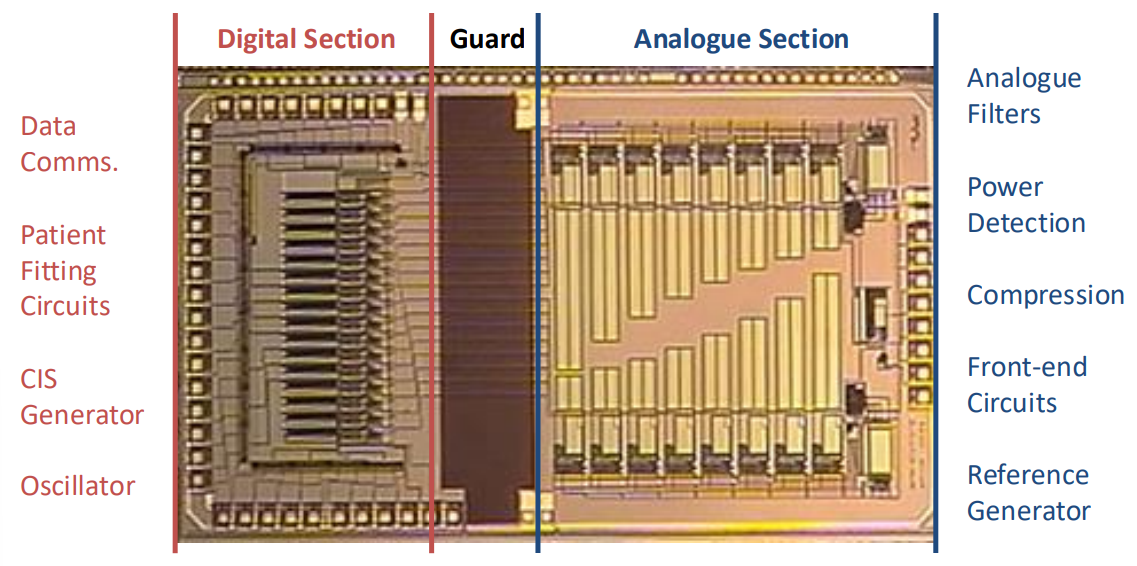 Digital Section
Guard
Analogue Section
Data
Comms.
Patient
Fitting
Circuits
CIS
Generator
Oscillator
Analogue
Filters
Power
Detection
Compression
Front-end
Circuits
Reference
Generator